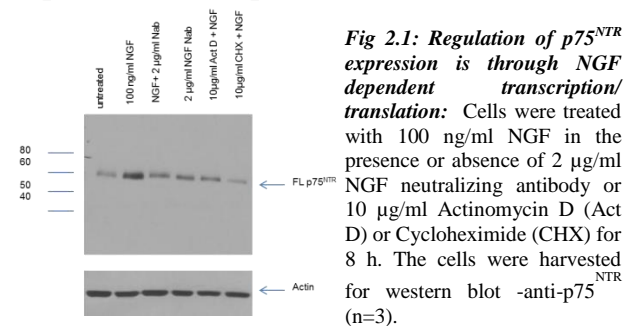 untreated
100 ng/ml NGF
NGF+ 2 µg/ml Nab
2 µg/ml NGF Nab
10µg/ml Act D + NGF
10µg/ml CHX + NGF
80
60
50
40
FL p75NTR
Actin
Fig 2.1: Regulation of p75NTR
expression is through NGF
dependent transcription/
translation: Cells were treated
with 100 ng/ml NGF in the
presence or absence of 2 µg/ml
NGF neutralizing antibody or
10 µg/ml Actinomycin D (Act
D) or Cycloheximide (CHX) for
8 h. The cells were harvested
for western blot -anti-p75NTR
(n=3).